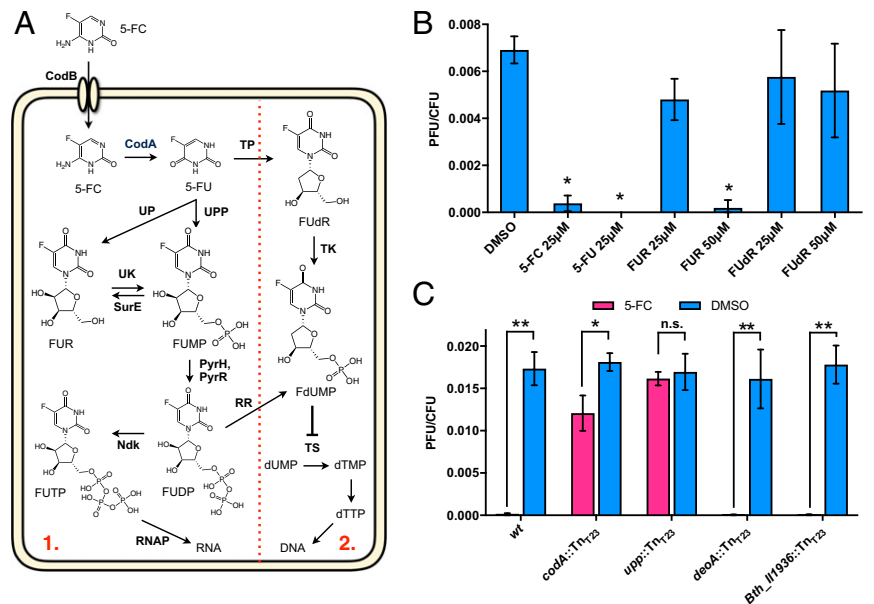 A
5-FC
CodB
5-FC
CodA
5-FU
TP
FUdR
UP
UPP
TK
FUR
UK
SurE
FUMP
FdUMP
PyrH,
PyrR
RR
TS
FUTP
Ndk
FUDP
dUMP
dTMP
dTTP
1.
RNAP
RNA
DNA
2.
B
PFU/CFU
0.008
0.006
0.004
0.002
0.000
*
*
*
DMSO
5-FC 25µM
5-FU 25µM
FUR 25µM
FUR 50µM
FUdR 25µM
FUdR 50µM
C
5-FC
DMSO
PFU/CFU
0.020
0.015
0.010
0.005
0.000
**
*
n.s.
**
**
wt
codA::TnT23
upp::TnT23
deoA::TnT23
Bth_II1936::TnT23